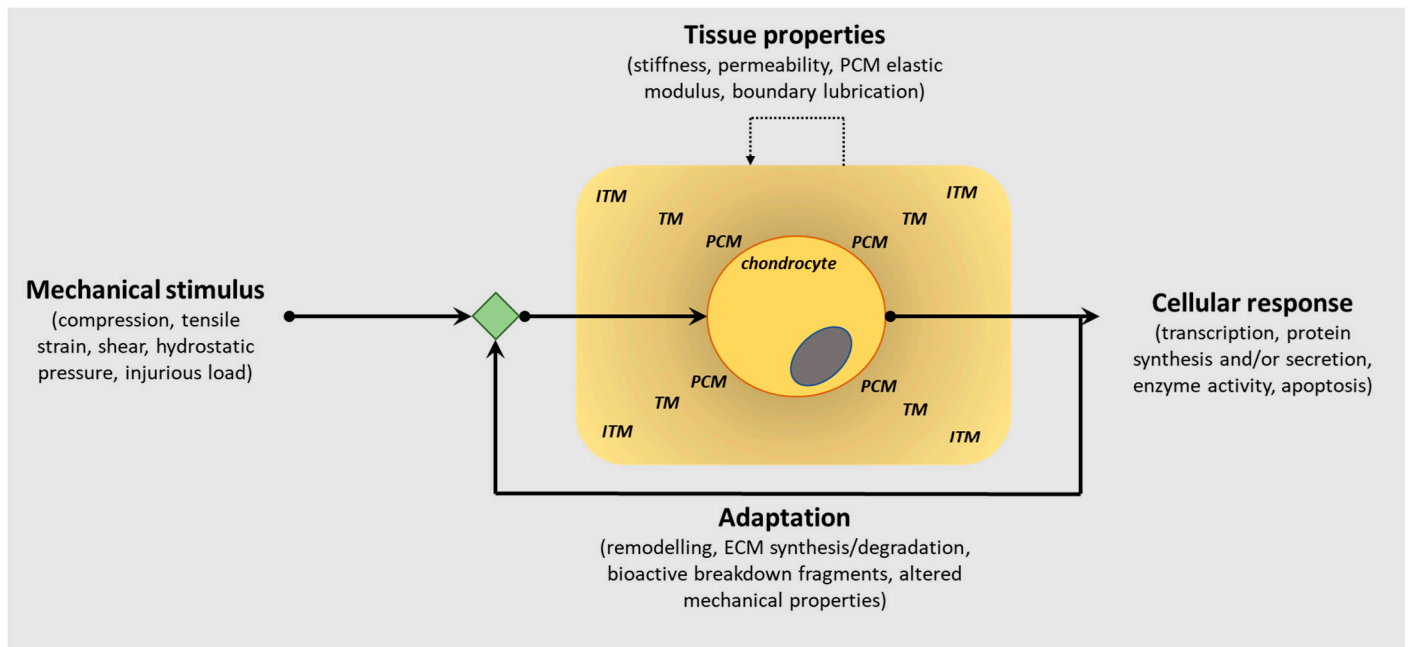 Tissue properties
(stiffness, permeability, PCM elastic
modulus, boundary lubrication)
ITM
ITM
TM
TM
PCM
PCM
chondrocyte
Mechanical stimulus
(compression, tensile
strain, shear, hydrostatic
pressure, injurious load)
Cellular response
(transcription, protein
synthesis and/or secretion,
enzyme activity, apoptosis)
PCM
PCM
TM
TM
ITM
ITM
Adaptation
(remodelling, ECM synthesis/degradation,
bioactive breakdown fragments, altered
mechanical properties)